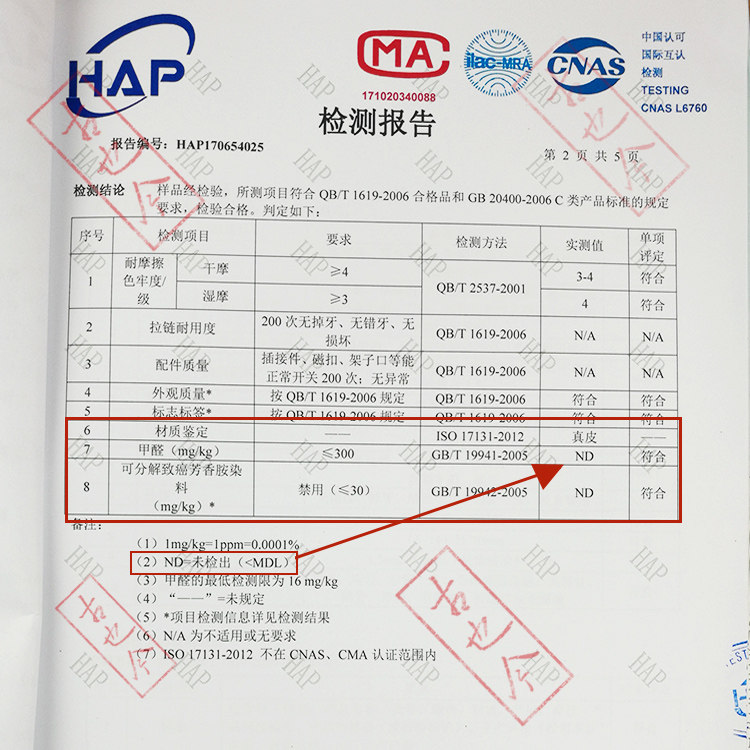 HAP
CMA
171020340088
ilac-MRA
CNAS
中国认可
国际互认
检测
TESTING
CNAS L6760
检测报告
报告编号：HAP170654025
第 2 页 共 5 页
检测结论 样品经检验，所测项目符合 QB/T 1619-2006 合格品和 GB 20400-2006 C 类产品标准的规定
要求，检验合格。判定如下：
序号 检测项目 要求 检测方法 实测值 单项评定
1 耐摩擦色牢度/级 干摩 ≥4 QB/T 2537-2001 3-4 符合
湿摩 ≥3 4 符合
2 拉链耐用度 200 次无掉牙、无错牙、无损坏 QB/T 1619-2006 N/A N/A
3 配件质量 插接件、磁扣、架子口等能正常开关 200 次；无异常 QB/T 1619-2006 N/A N/A
4 外观质量* 按 QB/T 1619-2006 规定 QB/T 1619-2006 符合 符合
5 标志标签* 按 QB/T 1619-2006 规定 QB/T 1619-2006 符合 符合
6 材质鉴定 —— ISO 17131-2012 真皮 ——
7 甲醛（mg/kg） ≤300 GB/T 19941-2005 ND 符合
8 可分解致癌芳香胺染料（mg/kg）* 禁用（≤30） GB/T 19942-2005 ND 符合
备注：
（1）1mg/kg=1ppm=0.0001%
（2）ND=未检出（<MDL）
（3）甲醛的最低检测限为 16 mg/kg
（4）“——”=未规定
（5）*项目检测信息详见检测结果
（6）N/A 为不适用或无要求
（7）ISO 17131-2012 不在 CNAS、CMA 认证范围内